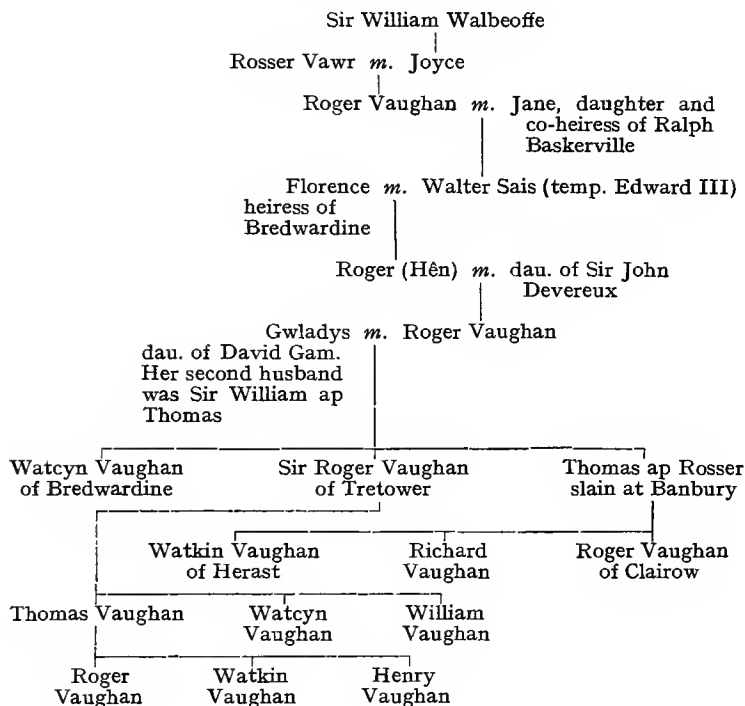 Sir William Walbeoffe
Rosser Vawr m. Joyce
Roger Vaughan m. Jane, daughter and
co-heiress of Ralph
Baskerville
Florence m. Walter Sais (temp. Edward III)
heiress of
Bredwardine
Roger (Hên) m. dau. of Sir John
Devereux
Gwladys m. Roger Vaughan
dau. of David Gam.
Her second husband
was Sir William ap
Thomas
Watcyn Vaughan
of Bredwardine
Sir Roger Vaughan
of Tretower
Thomas ap Rosser
slain at Banbury
Watkin Vaughan
of Herast
Richard
Vaughan
Roger Vaughan
of Clairow
Thomas Vaughan
Watcyn
Vaughan
William
Vaughan
Roger
Vaughan
Watkin
Vaughan
Henry
Vaughan